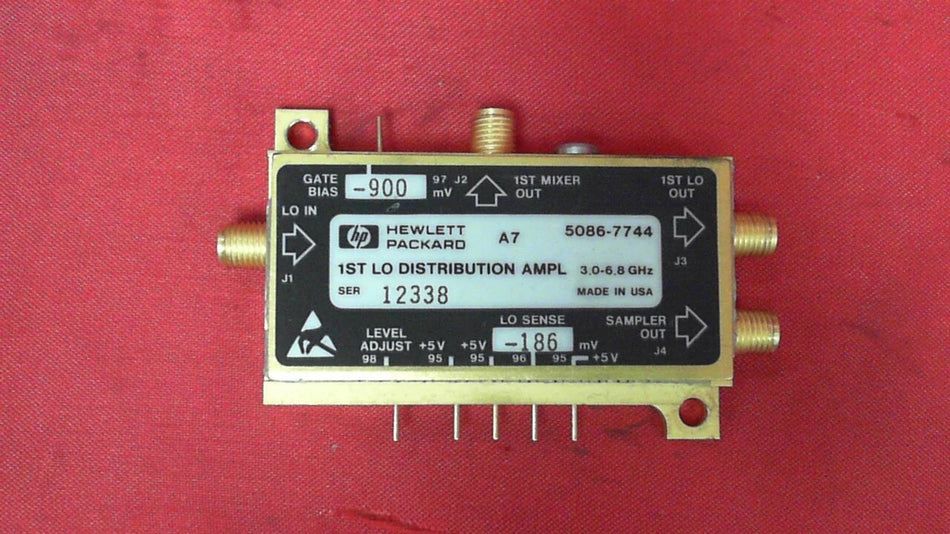 GATE BIAS -900 mV 97
J2 1ST MIXER OUT
1ST LO OUT
LO IN
J1
hp HEWLETT PACKARD A7 5086-7744
J3
1ST LO DISTRIBUTION AMPL 3.0-6.8 GHz
SER 12338 MADE IN USA
LO SENSE
-186 mV
SAMPLER OUT
J4
LEVEL ADJUST +5V +5V
98 95 95 96 95 +5V